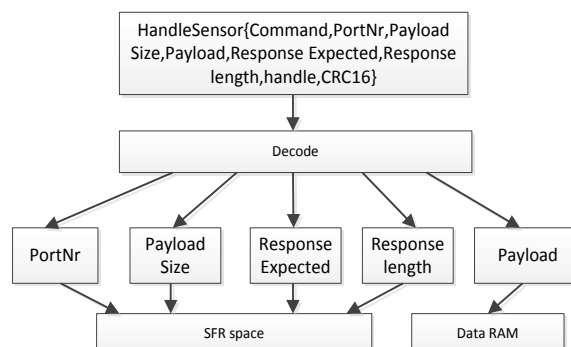 HandleSensor{Command,PortNr,Payload
Size,Payload,Response Expected,Response
length,handle,CRC16}
Decode
PortNr
Payload
Size
Response
Expected
Response
length
Payload
SFR space
Data RAM